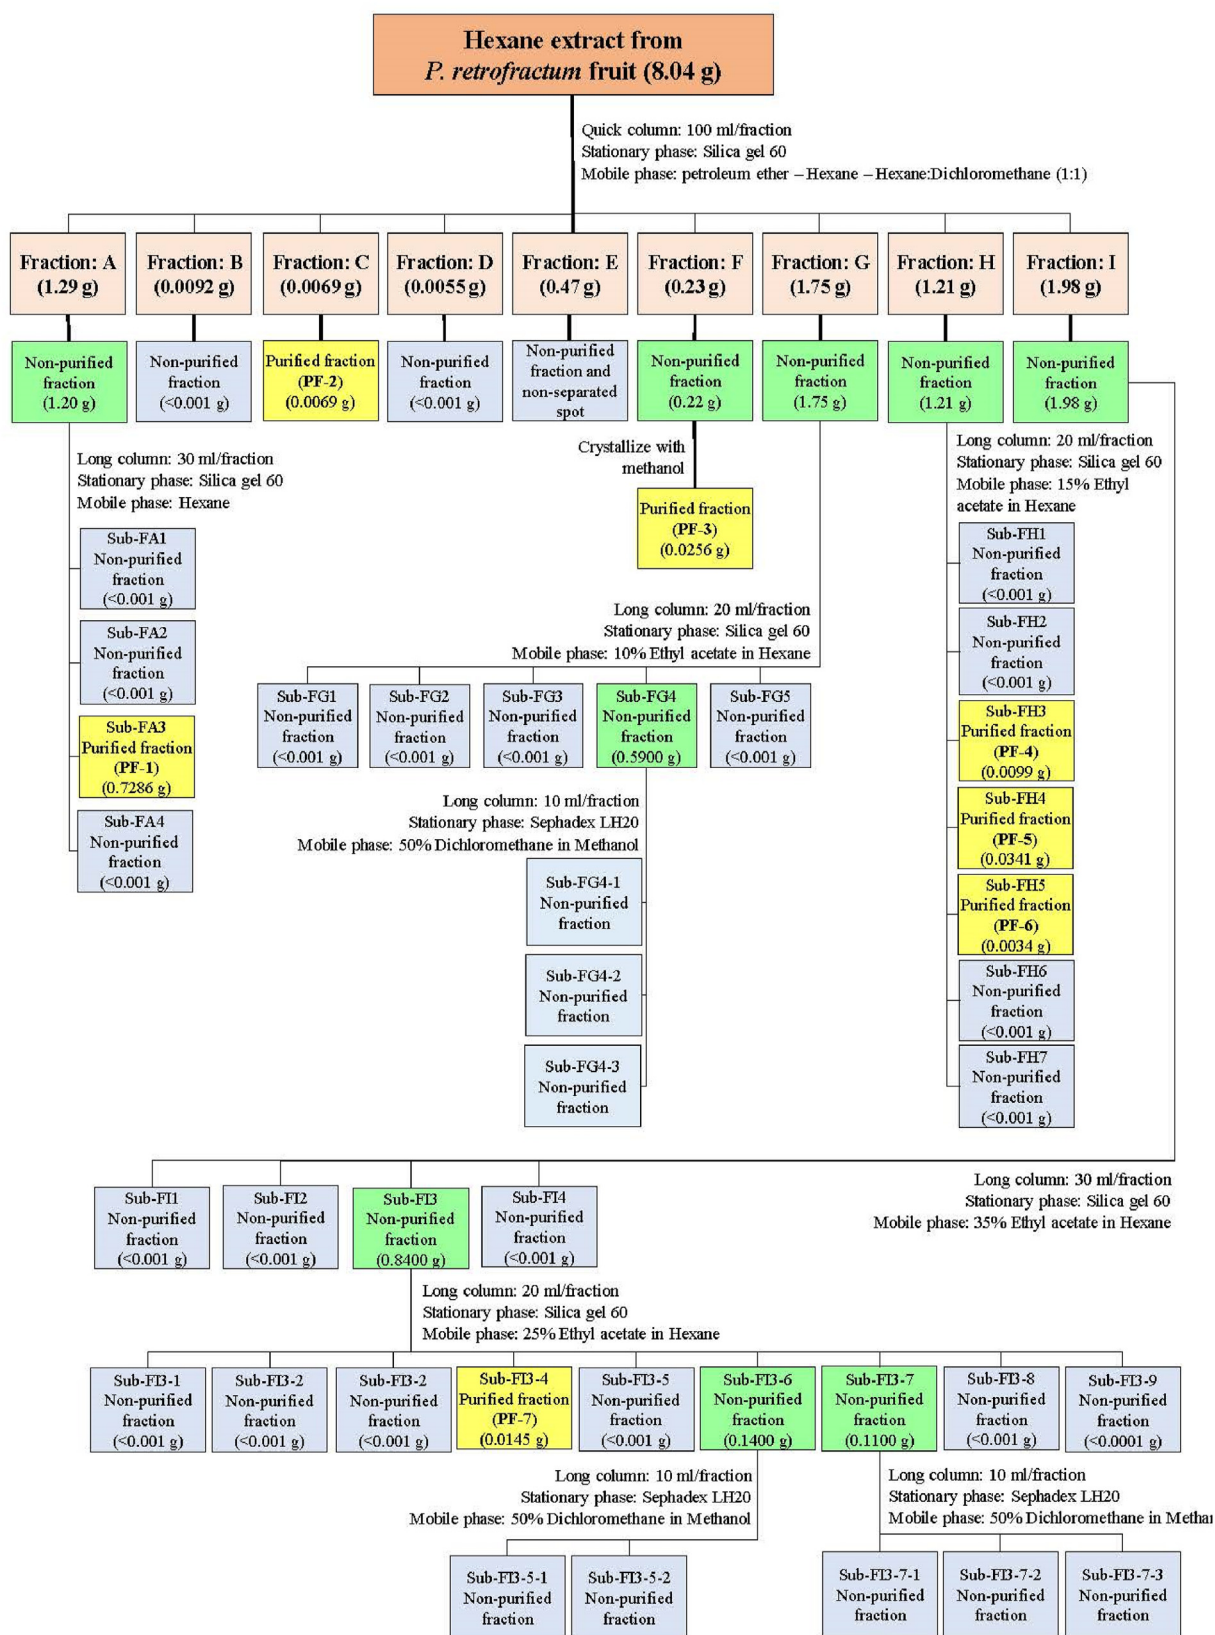 Hexane extract from
P. retrofractum fruit (8.04 g)
Quick column: 100 ml/fraction
Stationary phase: Silica gel 60
Mobile phase: petroleum ether – Hexane – Hexane:Dichloromethane (1:1)
Fraction: A
(1.29 g)
Fraction: B
(0.0092 g)
Fraction: C
(0.0069 g)
Fraction: D
(0.0055 g)
Fraction: E
(0.47 g)
Fraction: F
(0.23 g)
Fraction: G
(1.75 g)
Fraction: H
(1.21 g)
Fraction: I
(1.98 g)
Non-purified
fraction
(1.20 g)
Non-purified
fraction
(<0.001 g)
Purified fraction
(PF-2)
(0.0069 g)
Non-purified
fraction
(<0.001 g)
Non-purified
fraction and
non-separated
spot
Non-purified
fraction
(0.22 g)
Non-purified
fraction
(1.75 g)
Non-purified
fraction
(1.21 g)
Non-purified
fraction
(1.98 g)
Long column: 30 ml/fraction
Stationary phase: Silica gel 60
Mobile phase: Hexane
Sub-FA1
Non-purified
fraction
(<0.001 g)
Sub-FA2
Non-purified
fraction
(<0.001 g)
Sub-FA3
Purified fraction
(PF-1)
(0.7286 g)
Sub-FA4
Non-purified
fraction
(<0.001 g)
Crystallize with
methanol
Purified fraction
(PF-3)
(0.0256 g)
Long column: 20 ml/fraction
Stationary phase: Silica gel 60
Mobile phase: 10% Ethyl acetate in Hexane
Sub-FG1
Non-purified
fraction
(<0.001 g)
Sub-FG2
Non-purified
fraction
(<0.001 g)
Sub-FG3
Non-purified
fraction
(<0.001 g)
Sub-FG4
Non-purified
fraction
(0.5900 g)
Sub-FG5
Non-purified
fraction
(<0.001 g)
Long column: 10 ml/fraction
Stationary phase: Sephadex LH20
Mobile phase: 50% Dichloromethane in Methanol
Sub-FG4-1
Non-purified
fraction
Sub-FG4-2
Non-purified
fraction
Sub-FG4-3
Non-purified
fraction
Long column: 20 ml/fraction
Stationary phase: Silica gel 60
Mobile phase: 15% Ethyl
acetate in Hexane
Sub-FH1
Non-purified
fraction
(<0.001 g)
Sub-FH2
Non-purified
fraction
(<0.001 g)
Sub-FH3
Purified fraction
(PF-4)
(0.0099 g)
Sub-FH4
Purified fraction
(PF-5)
(0.0341 g)
Sub-FH5
Purified fraction
(PF-6)
(0.0034 g)
Sub-FH6
Non-purified
fraction
(<0.001 g)
Sub-FH7
Non-purified
fraction
(<0.001 g)
Long column: 30 ml/fraction
Stationary phase: Silica gel 60
Mobile phase: 35% Ethyl acetate in Hexane
Sub-FI1
Non-purified
fraction
(<0.001 g)
Sub-FI2
Non-purified
fraction
(<0.001 g)
Sub-FI3
Non-purified
fraction
(0.8400 g)
Sub-FI4
Non-purified
fraction
(<0.001 g)
Long column: 20 ml/fraction
Stationary phase: Silica gel 60
Mobile phase: 25% Ethyl acetate in Hexane
Sub-FI3-1
Non-purified
fraction
(<0.001 g)
Sub-FI3-2
Non-purified
fraction
(<0.001 g)
Sub-FI3-2
Non-purified
fraction
(<0.001 g)
Sub-FI3-4
Purified fraction
(PF-7)
(0.0145 g)
Sub-FI3-5
Non-purified
fraction
(<0.001 g)
Sub-FI3-6
Non-purified
fraction
(0.1400 g)
Sub-FI3-7
Non-purified
fraction
(0.1100 g)
Sub-FI3-8
Non-purified
fraction
(<0.001 g)
Sub-FI3-9
Non-purified
fraction
(<0.0001 g)
Long column: 10 ml/fraction
Stationary phase: Sephadex LH20
Mobile phase: 50% Dichloromethane in Methanol
Long column: 10 ml/fraction
Stationary phase: Sephadex LH20
Mobile phase: 50% Dichloromethane in Metha
Sub-FI3-5-1
Non-purified
fraction
Sub-FI3-5-2
Non-purified
fraction
Sub-FI3-7-1
Non-purified
fraction
Sub-FI3-7-2
Non-purified
fraction
Sub-FI3-7-3
Non-purified
fraction